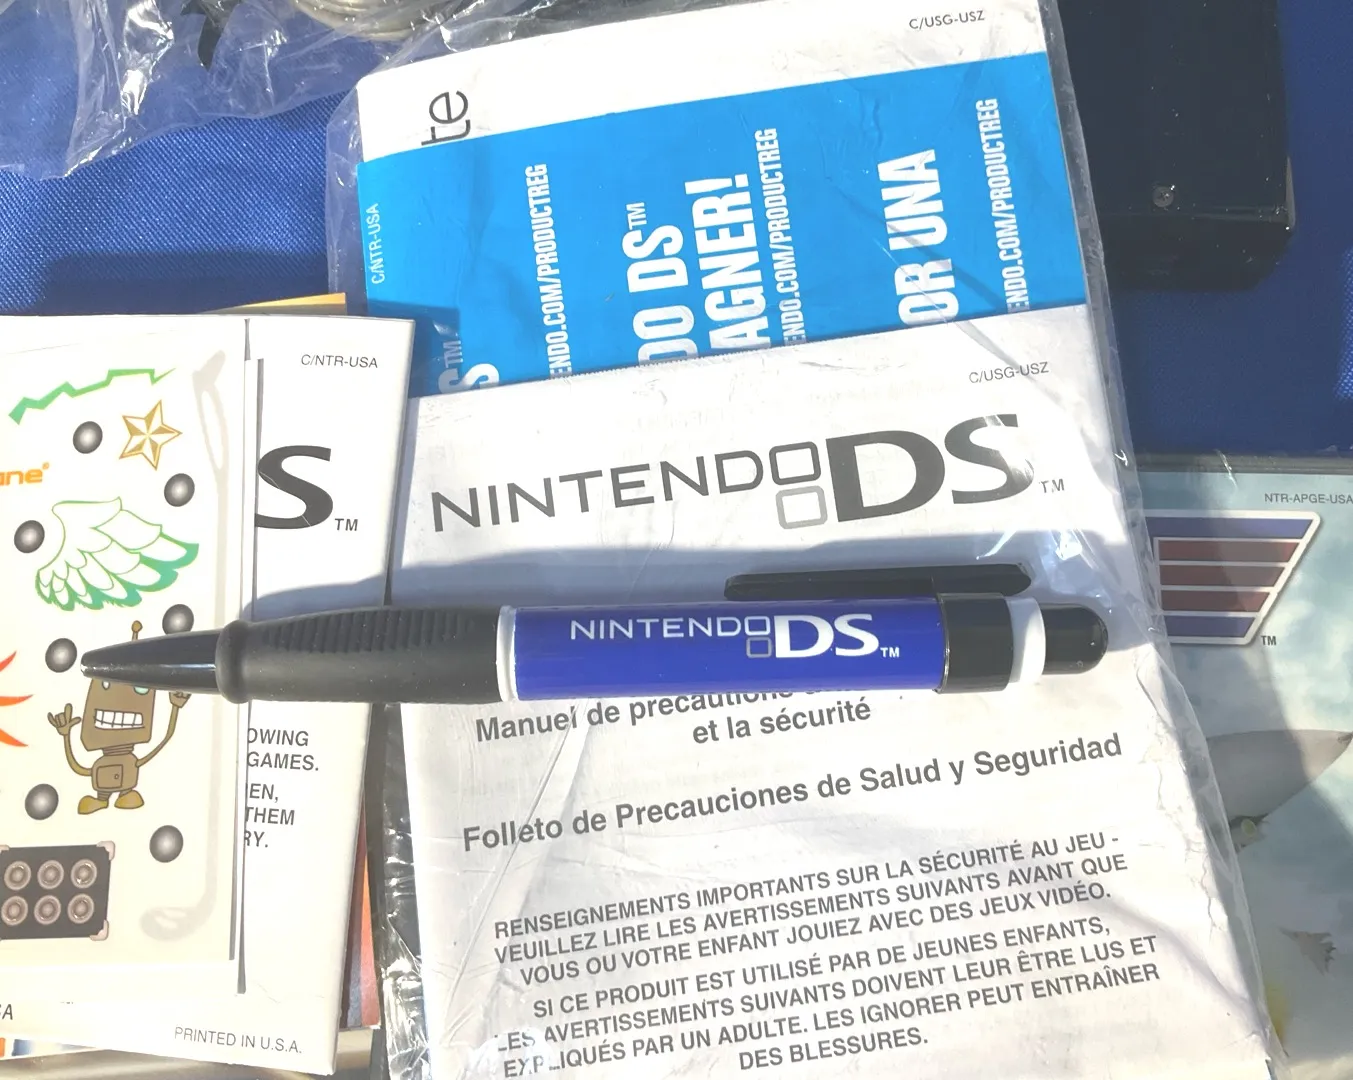 C/USG-USZ
te
C/NTR-USA
S™
ENDO.COM/PRODUCTREG
DO DS™
AGNER!
ENDO.COM/PRODUCTREG
OR UNA
ENDO.COM/PRODUCTREG
C/NTR-USA
S™
ane®
OWING
GAMES.
EN,
THEM
RY.
PRINTED IN U.S.A.
C/USG-USZ
NINTENDO DS™
NINTENDO DS™
Manuel de précautions
et la sécurité
Folleto de Precauciones de Salud y Seguridad
RENSEIGNEMENTS IMPORTANTS SUR LA SÉCURITÉ AU JEU -
VEUILLEZ LIRE LES AVERTISSEMENTS SUIVANTS AVANT QUE
VOUS OU VOTRE ENFANT JOUIEZ AVEC DES JEUX VIDÉO.
SI CE PRODUIT EST UTILISÉ PAR DE JEUNES ENFANTS,
LES AVERTISSEMENTS SUIVANTS DOIVENT LEUR ÊTRE LUS ET
EXPLIQUÉS PAR UN ADULTE. LES IGNORER PEUT ENTRAÎNER
DES BLESSURES.
NTR-APGE-USA
™